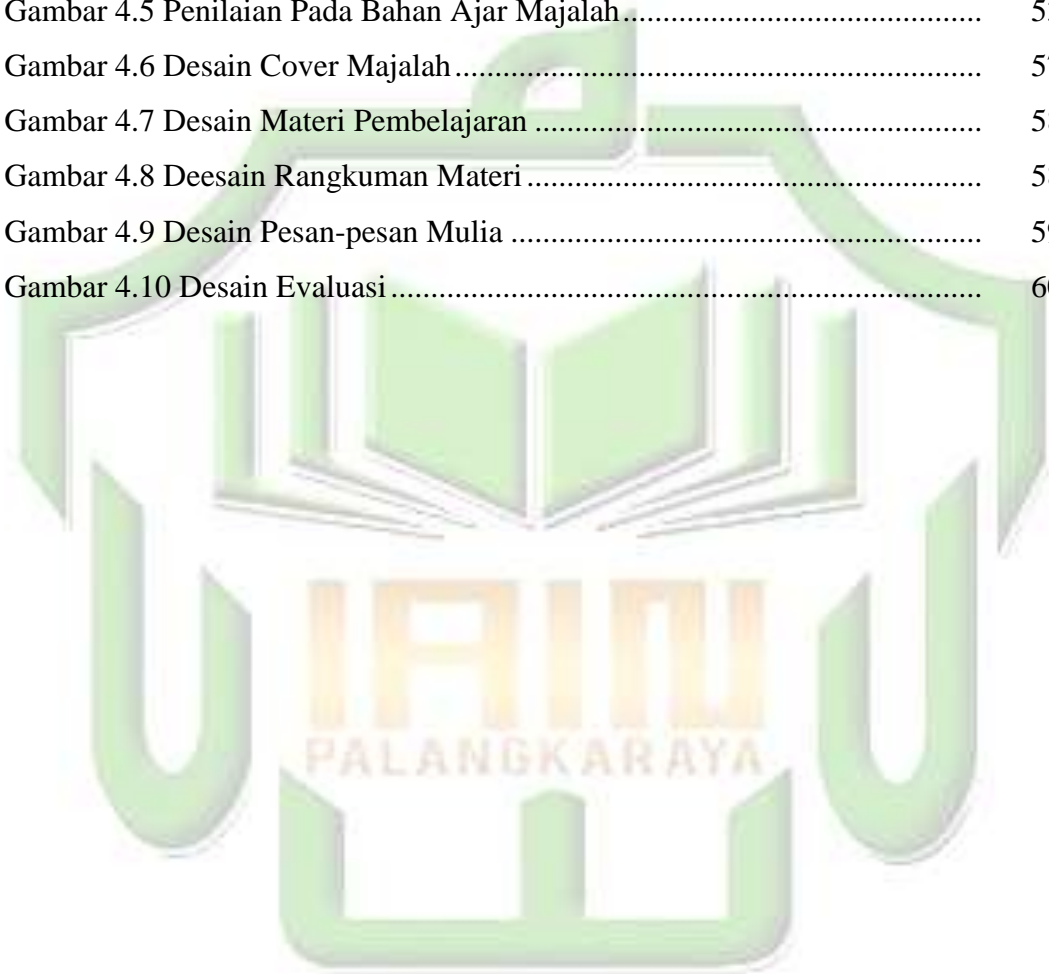 Gambar 4.5 Penilaian Pada Bahan Ajar Majalah
Gambar 4.6 Desain Cover Majalah
Gambar 4.7 Desain Materi Pembelajaran
Gambar 4.8 Deesain Rangkuman Materi
Gambar 4.9 Desain Pesan-pesan Mulia
Gambar 4.10 Desain Evaluasi
IAIN
PALANGKARAYA